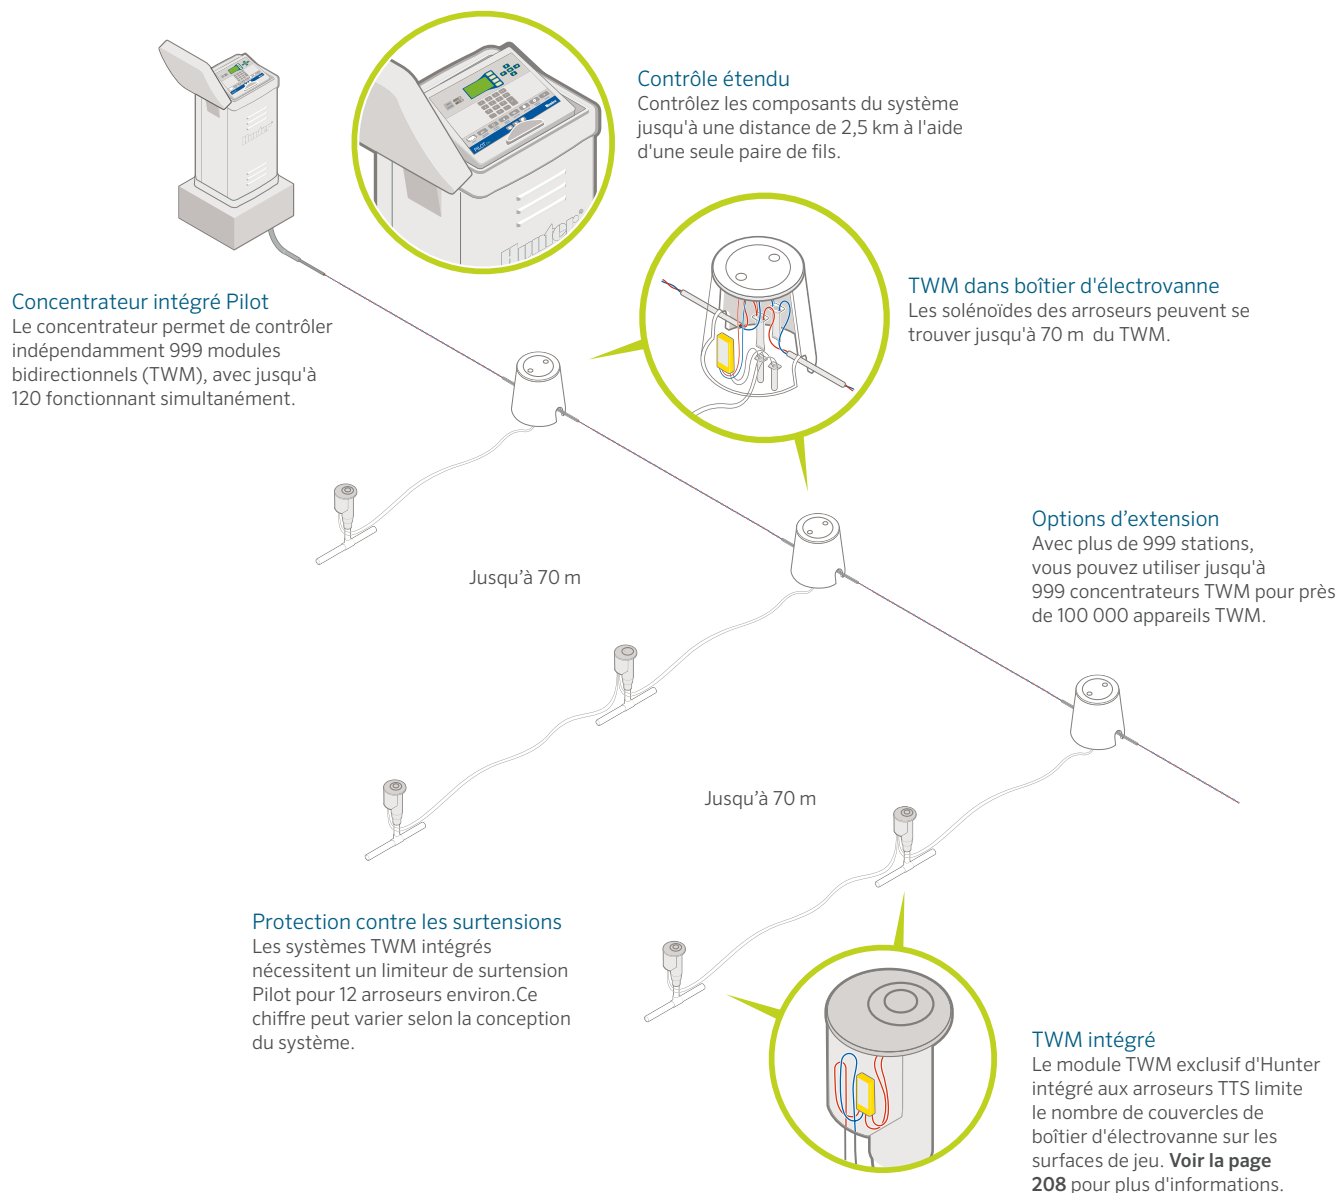 Contrôle étendu
Contrôlez les composants du système
jusqu'à une distance de 2,5 km à l'aide
d'une seule paire de fils.
PILOT
Hunter
Hunter
Concentrateur intégré Pilot
Le concentrateur permet de contrôler
indépendamment 999 modules
bidirectionnels (TWM), avec jusqu'à
120 fonctionnant simultanément.
TWM dans boîtier d'électrovanne
Les solénoïdes des arroseurs peuvent se
trouver jusqu'à 70 m du TWM.
Options d’extension
Avec plus de 999 stations,
vous pouvez utiliser jusqu'à
999 concentrateurs TWM pour près
de 100 000 appareils TWM.
Jusqu’à 70 m
Jusqu’à 70 m
Protection contre les surtensions
Les systèmes TWM intégrés
nécessitent un limiteur de surtension
Pilot pour 12 arroseurs environ.Ce
chiffre peut varier selon la conception
du système.
TWM intégré
Le module TWM exclusif d'Hunter
intégré aux arroseurs TTS limite
le nombre de couvercles de
boîtier d'électrovanne sur les
surfaces de jeu. Voir la page
208 pour plus d'informations.